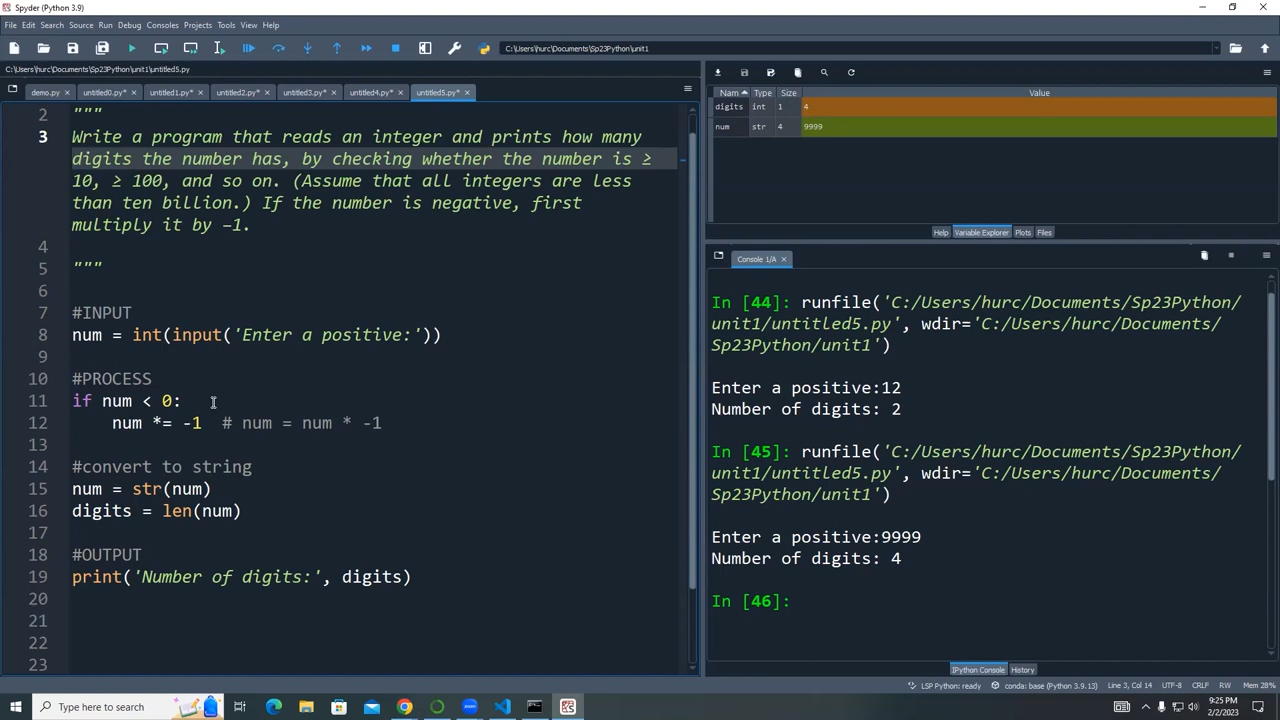 Spyder (Python 3.9)
File Edit Search Source Run Debug Consoles Projects Tools View Help
C:\Users\hurc\Documents\Sp23Python\unit1
C:\Users\hurc\Documents\Sp23Python\unit1\untitled5.py
demo.py untitled0.py* untitled1.py* untitled2.py* untitled3.py* untitled4.py* untitled5.py*
2 """
3 Write a program that reads an integer and prints how many
digits the number has, by checking whether the number is ≥
10, ≥ 100, and so on. (Assume that all integers are less
than ten billion.) If the number is negative, first
multiply it by –1.
4
5 """
6
7 #INPUT
8 num = int(input('Enter a positive:'))
9
10 #PROCESS
11 if num < 0:
12 num *= -1 # num = num * -1
13
14 #convert to string
15 num = str(num)
16 digits = len(num)
17
18 #OUTPUT
19 print('Number of digits:', digits)
20
21
22
23
Nam Type Size Value
digits int 1 4
num str 4 9999
Help Variable Explorer Plots Files
Console 1/A
In [44]: runfile('C:/Users/hurc/Documents/Sp23Python/
unit1/untitled5.py', wdir='C:/Users/hurc/Documents/
Sp23Python/unit1')
Enter a positive:12
Number of digits: 2
In [45]: runfile('C:/Users/hurc/Documents/Sp23Python/
unit1/untitled5.py', wdir='C:/Users/hurc/Documents/
Sp23Python/unit1')
Enter a positive:9999
Number of digits: 4
In [46]:
IPython Console History
LSP Python: ready conda: base (Python 3.9.13) Line 3, Col 14 UTF-8 CRLF RW Mem 28%
Type here to search
9:25 PM
2/2/2023